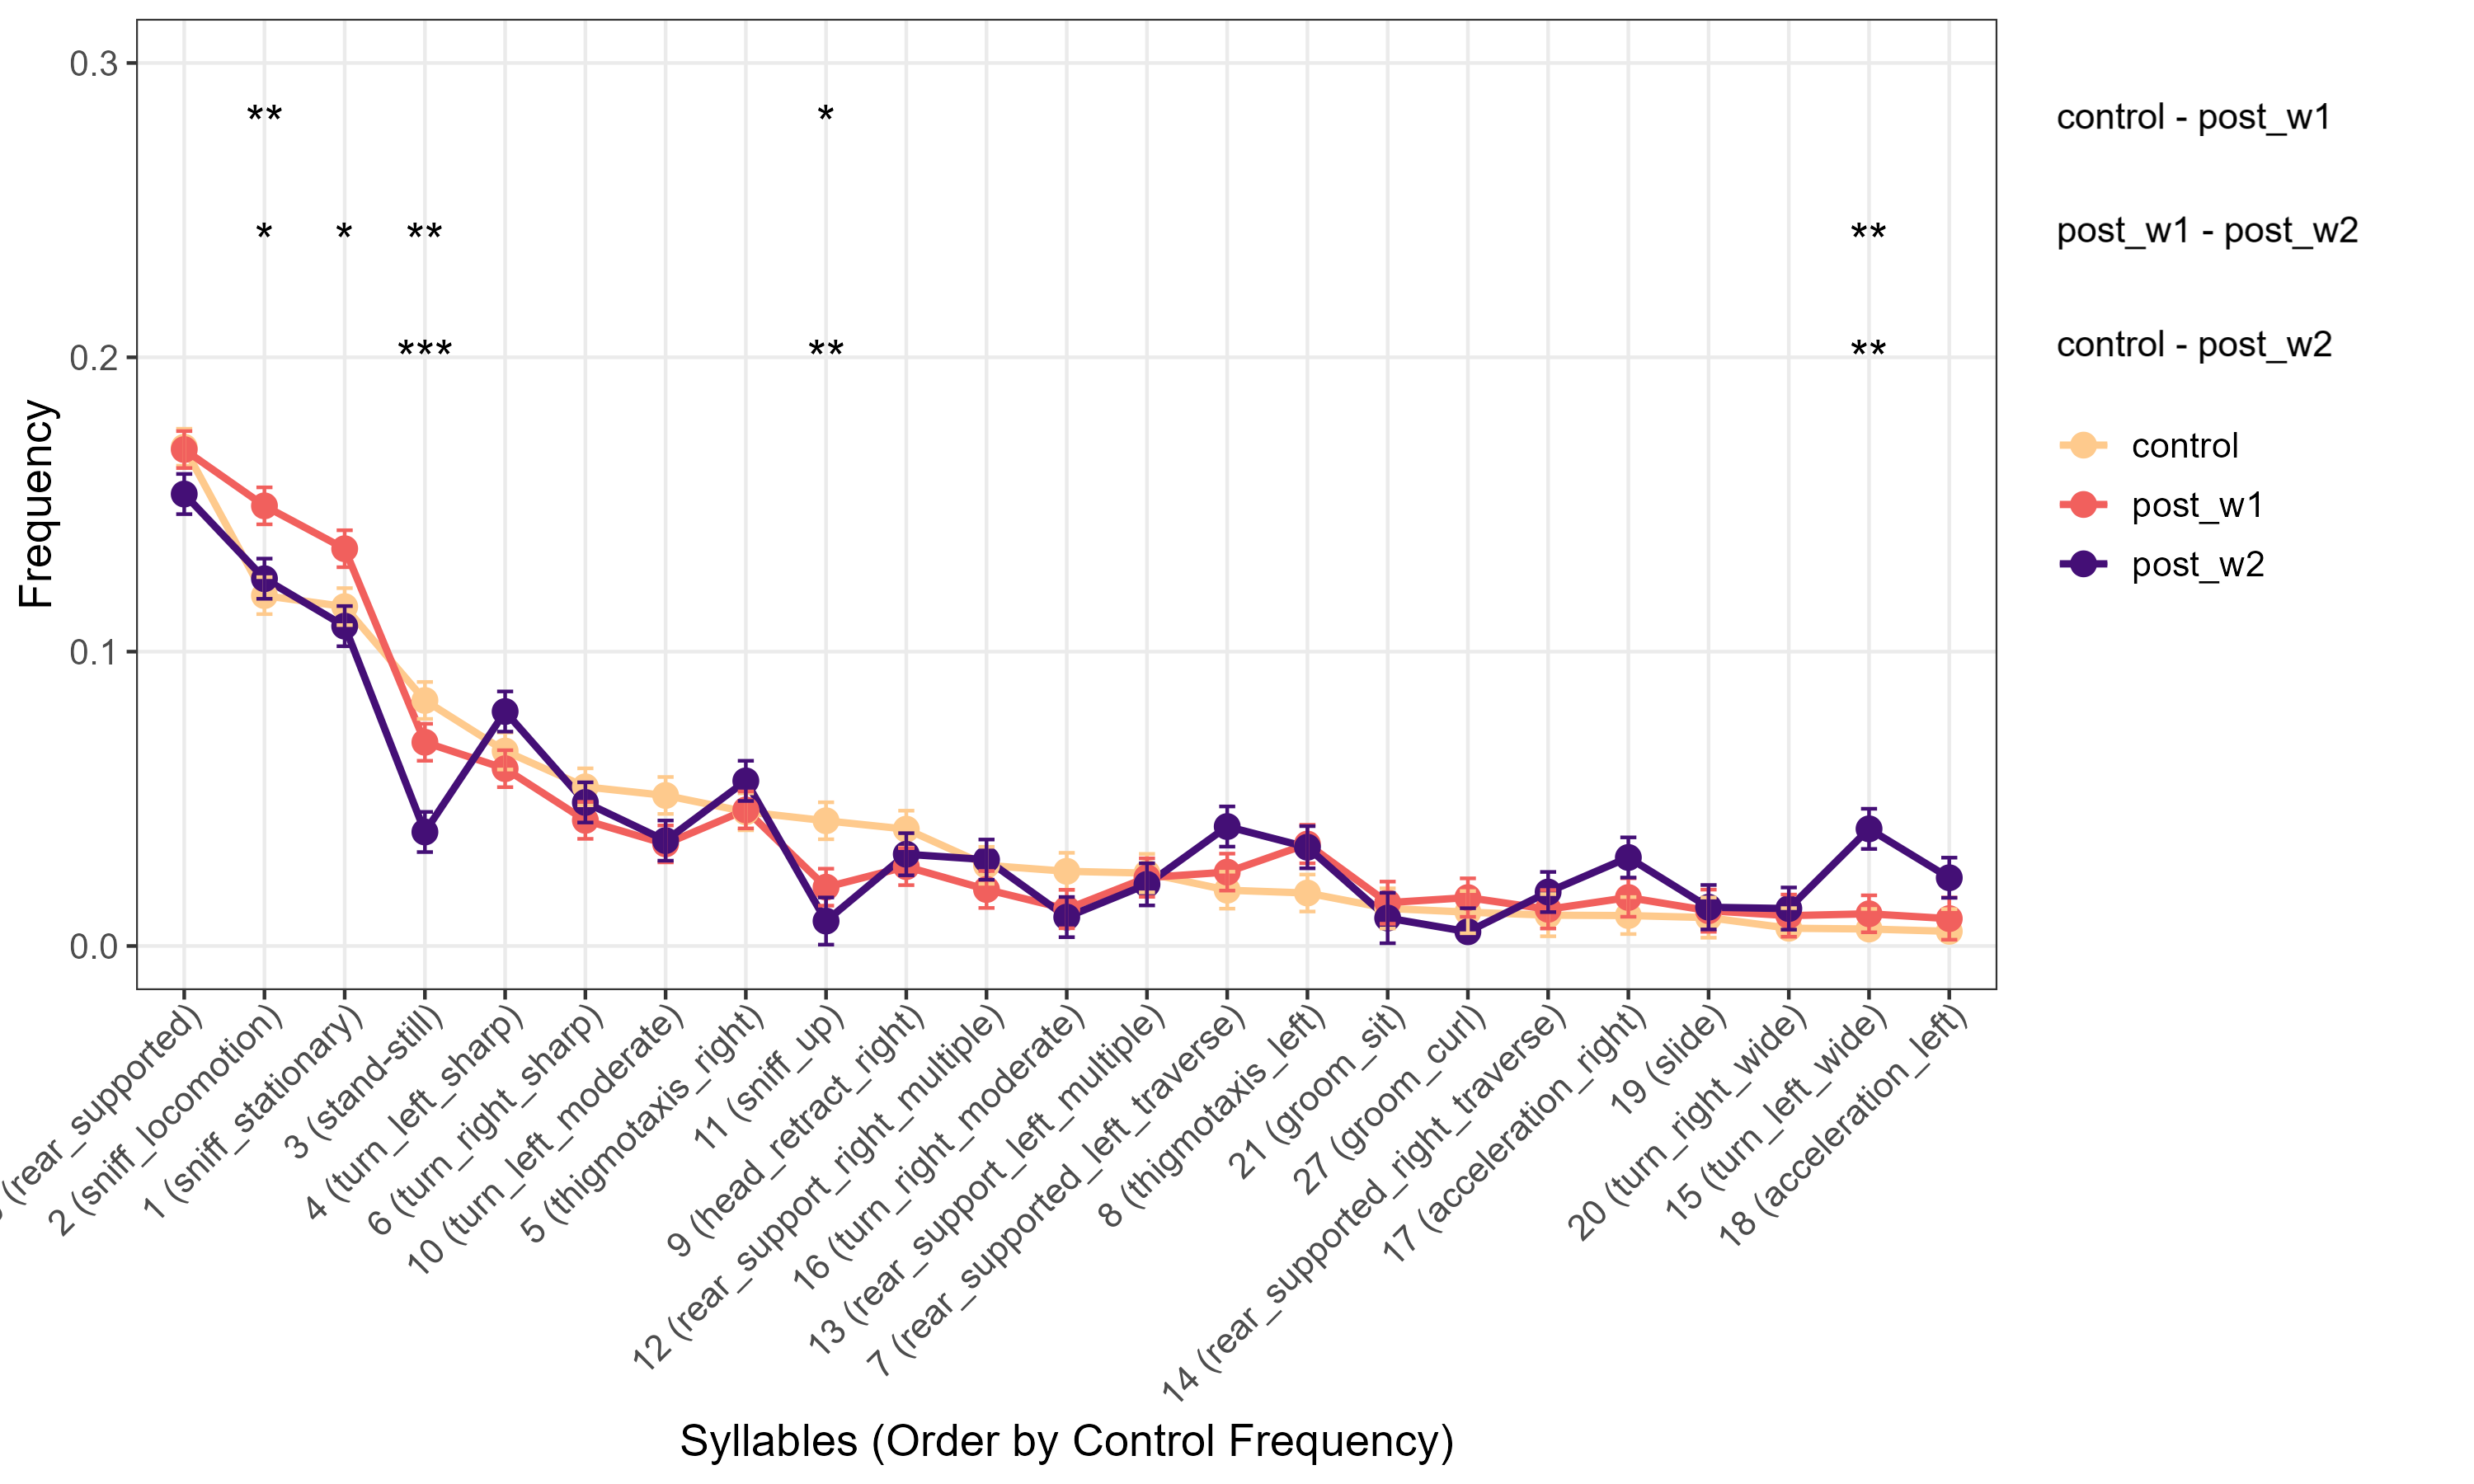 0.3
0.2
0.1
0.0
Frequency
** *
* * ** **
*** ** **
control - post_w1
post_w1 - post_w2
control - post_w2
control
post_w1
post_w2
(rear_supported)
2 (sniff_locomotion)
1 (sniff_stationary)
3 (stand-still)
4 (turn_left_sharp)
6 (turn_right_sharp)
10 (turn_left_moderate)
5 (thigmotaxis_right)
11 (sniff_up)
9 (head_retract_right)
12 (rear_support_right_multiple)
16 (turn_right_moderate)
13 (rear_support_left_multiple)
7 (rear_supported_left_traverse)
8 (thigmotaxis_left)
21 (groom_sit)
27 (groom_curl)
14 (rear_supported_right_traverse)
17 (acceleration_right)
19 (slide)
20 (turn_right_wide)
15 (turn_left_wide)
18 (acceleration_left)
Syllables (Order by Control Frequency)